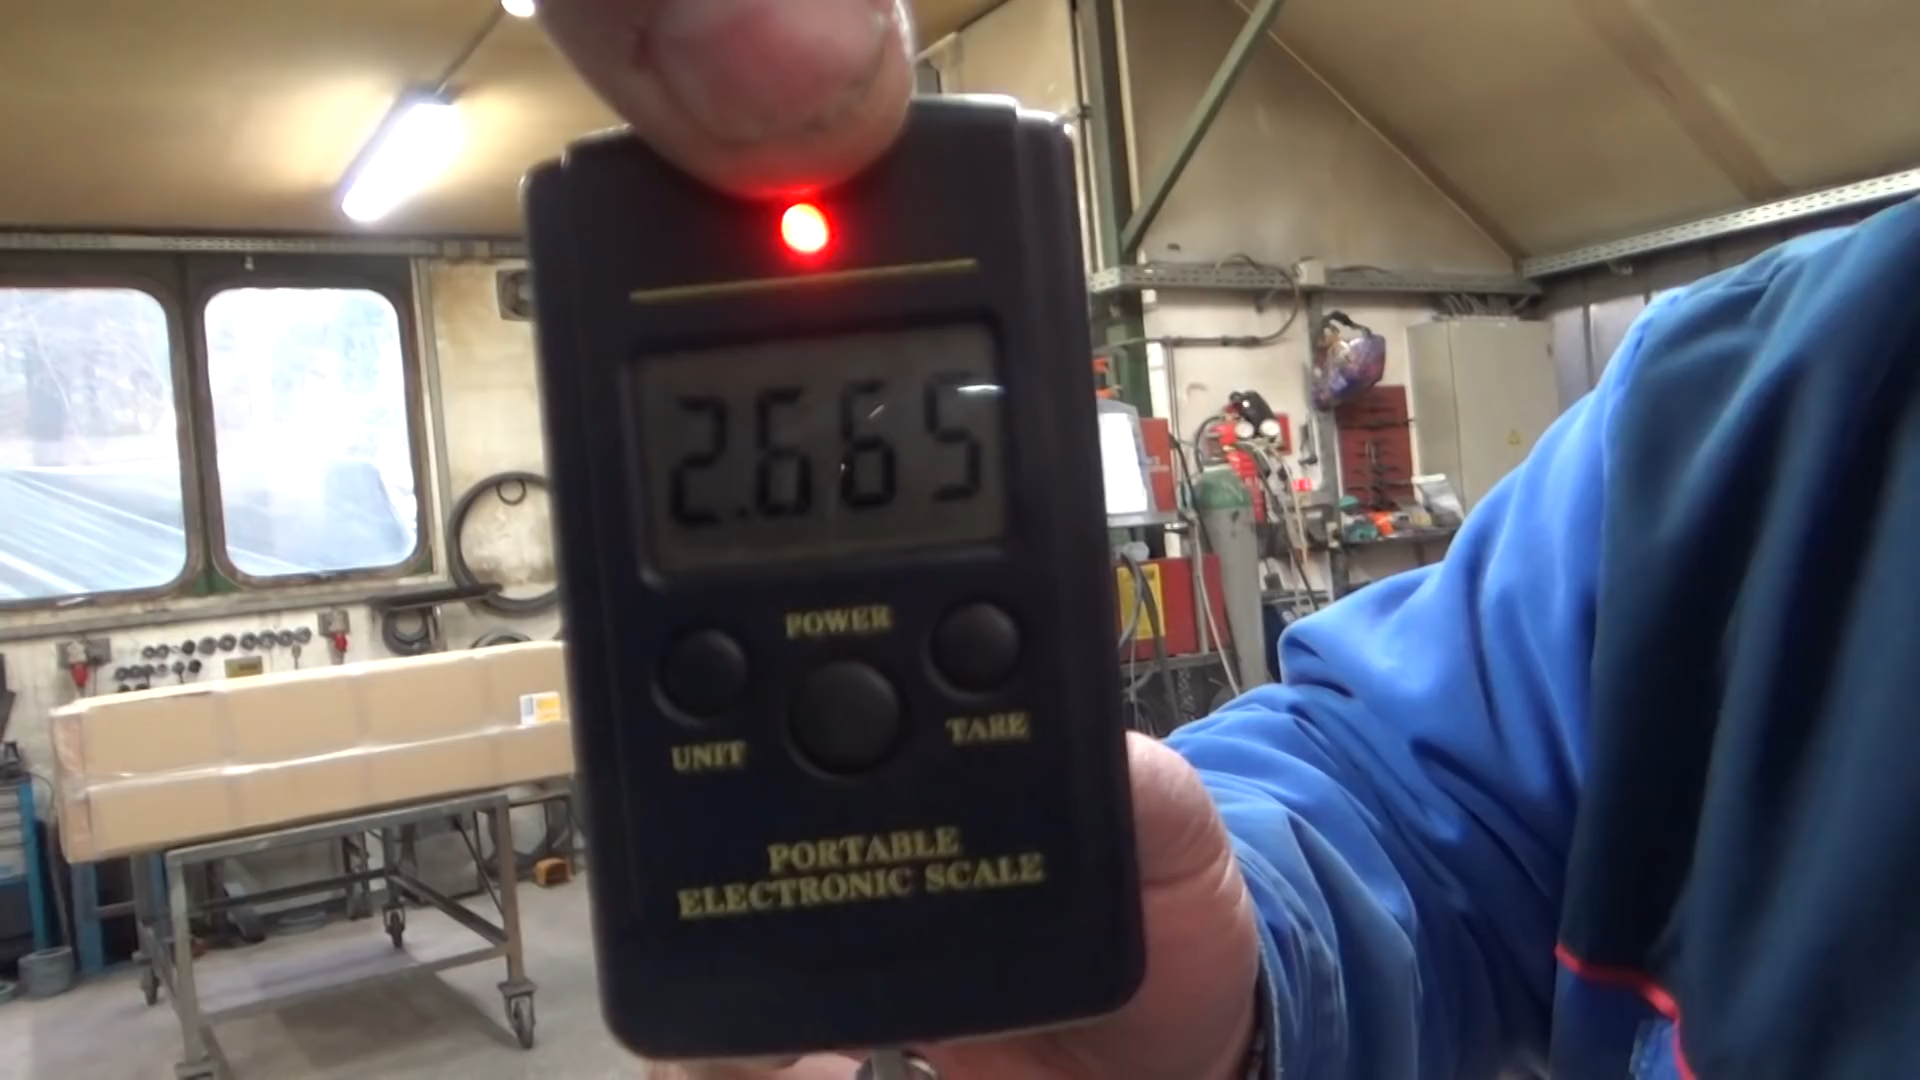 2.665
POWER
UNIT
TARE
PORTABLE
ELECTRONIC SCALE